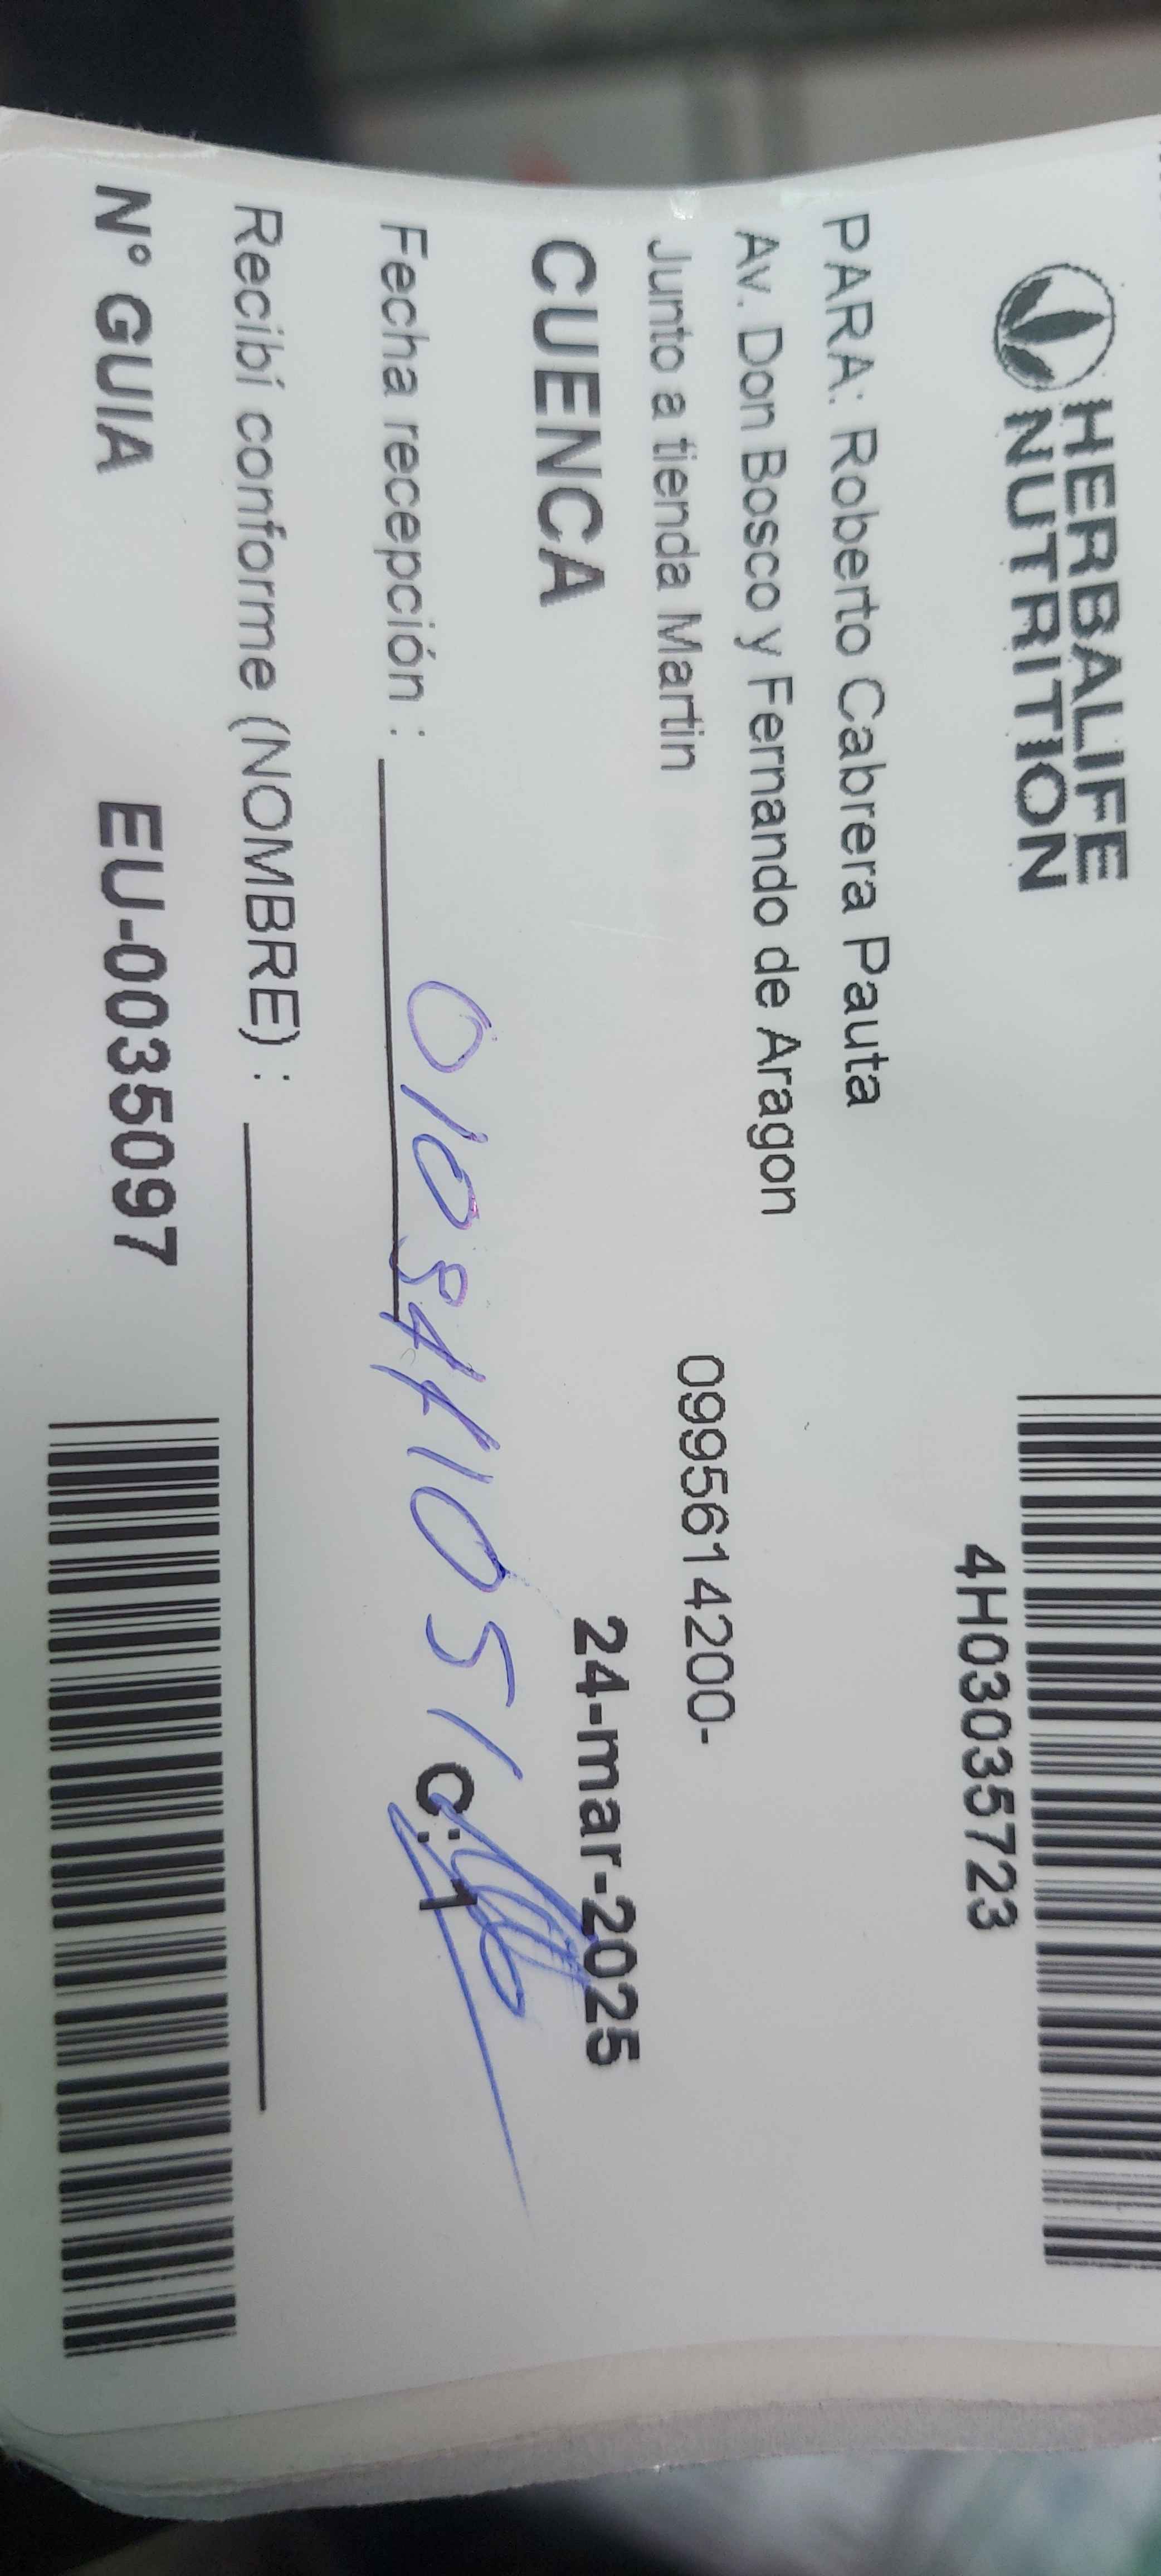 HERBALIFE
NUTRITION
4H03035723
PARA: Roberto Cabrera Pauta
Av. Don Bosco y Fernando de Aragon
Junto a tienda Martin 0995614200-
CUENCA 24-mar-2025
Fecha recepción : 0108441051 C:1
Recibí conforme (NOMBRE) :
N° GUIA EU-0035097